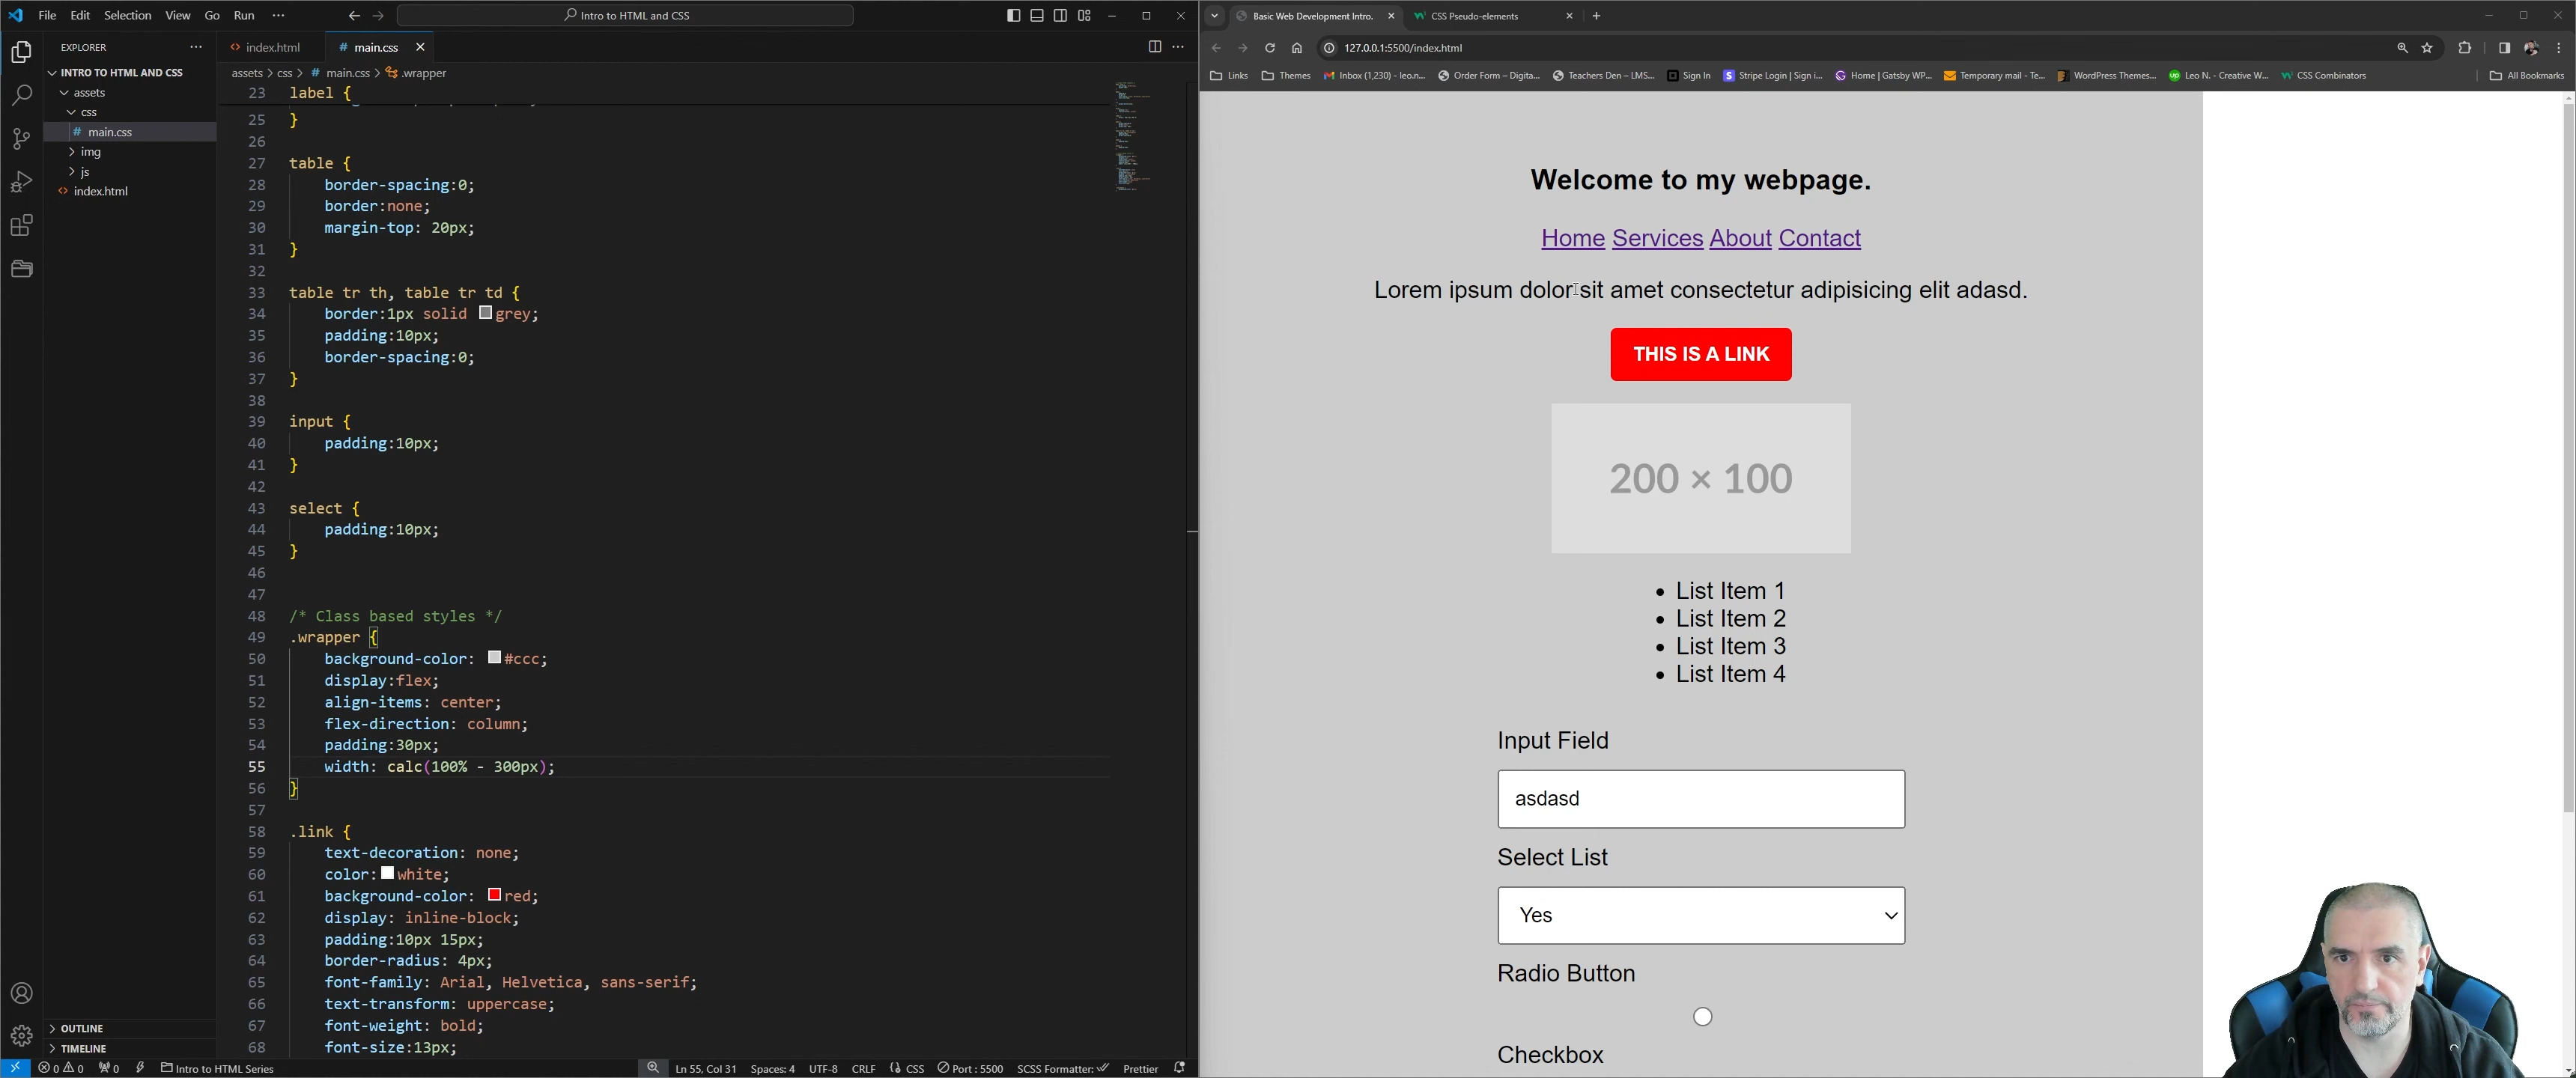 File Edit Selection View Go Run ··· Intro to HTML and CSS
EXPLORER ···
INTRO TO HTML AND CSS
assets
css
# main.css
img
js
<> index.html
OUTLINE
TIMELINE
<> index.html # main.css
assets > css > # main.css > .wrapper
23 label {
25 }
26
27 table {
28 border-spacing:0;
29 border:none;
30 margin-top: 20px;
31 }
32
33 table tr th, table tr td {
34 border:1px solid grey;
35 padding:10px;
36 border-spacing:0;
37 }
38
39 input {
40 padding:10px;
41 }
42
43 select {
44 padding:10px;
45 }
46
47
48 /* Class based styles */
49 .wrapper {
50 background-color: #ccc;
51 display:flex;
52 align-items: center;
53 flex-direction: column;
54 padding:30px;
55 width: calc(100% - 300px);
56 }
57
58 .link {
59 text-decoration: none;
60 color: white;
61 background-color: red;
62 display: inline-block;
63 padding:10px 15px;
64 border-radius: 4px;
65 font-family: Arial, Helvetica, sans-serif;
66 text-transform: uppercase;
67 font-weight: bold;
68 font-size:13px;
0 0 0 Intro to HTML Series Ln 55, Col 31 Spaces: 4 UTF-8 CRLF {} CSS Port : 5500 SCSS Formatter: Prettier
Basic Web Development Intro. CSS Pseudo-elements
127.0.0.1:5500/index.html
Links Themes Inbox (1,230) - leo.n... Order Form – Digita... Teachers Den – LMS... Sign In Stripe Login | Sign i... Home | Gatsby WP... Temporary mail - Te... WordPress Themes... Leo N. - Creative W... CSS Combinators All Bookmarks
Welcome to my webpage.
Home Services About Contact
Lorem ipsum dolor sit amet consectetur adipisicing elit adasd.
THIS IS A LINK
200 × 100
• List Item 1
• List Item 2
• List Item 3
• List Item 4
Input Field
asdasd
Select List
Yes
Radio Button
Checkbox